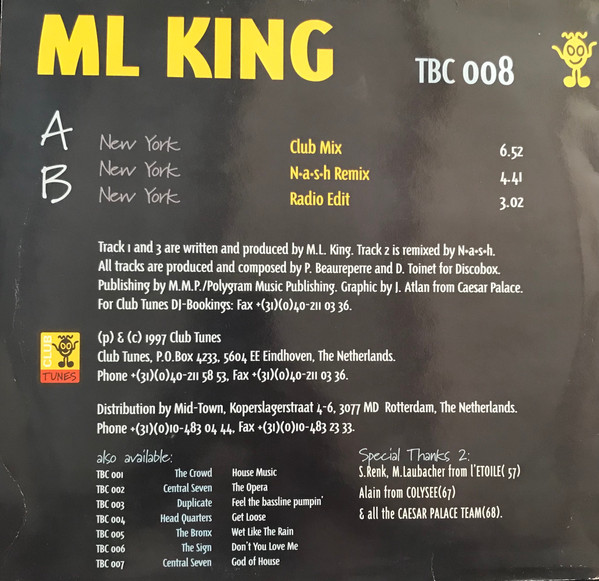 ML KING
TBC 008
A New York Club Mix 6.52
B New York N•a•s•h Remix 4.41
New York Radio Edit 3.02
Track 1 and 3 are written and produced by M.L. King. Track 2 is remixed by N•a•s•h.
All tracks are produced and composed by P. Beaureperre and D. Toinet for Discobox.
Publishing by M.M.P./Polygram Music Publishing. Graphic by J. Atlan from Caesar Palace.
For Club Tunes DJ-Bookings: Fax +(31)(0)40-211 03 36.
CLUB
TUNES
(p) & (c) 1997 Club Tunes
Club Tunes, P.O.Box 4233, 5604 EE Eindhoven, The Netherlands.
Phone +(31)(0)40-211 58 53, Fax +(31)(0)40-211 03 36.
Distribution by Mid-Town, Koperslagerstraat 4-6, 3077 MD Rotterdam, The Netherlands.
Phone +(31)(0)10-483 04 44, Fax +(31)(0)10-483 23 33.
also available:
TBC 001 The Crowd House Music
TBC 002 Central Seven The Opera
TBC 003 Duplicate Feel the bassline pumpin'
TBC 004 Head Quarters Get Loose
TBC 005 The Bronx Wet Like The Rain
TBC 006 The Sign Don't You Love Me
TBC 007 Central Seven God of House
Special Thanks 2:
S.Renk, M.Laubacher from l'ETOILE( 57)
Alain from COLYSEE(67)
& all the CAESAR PALACE TEAM(68).